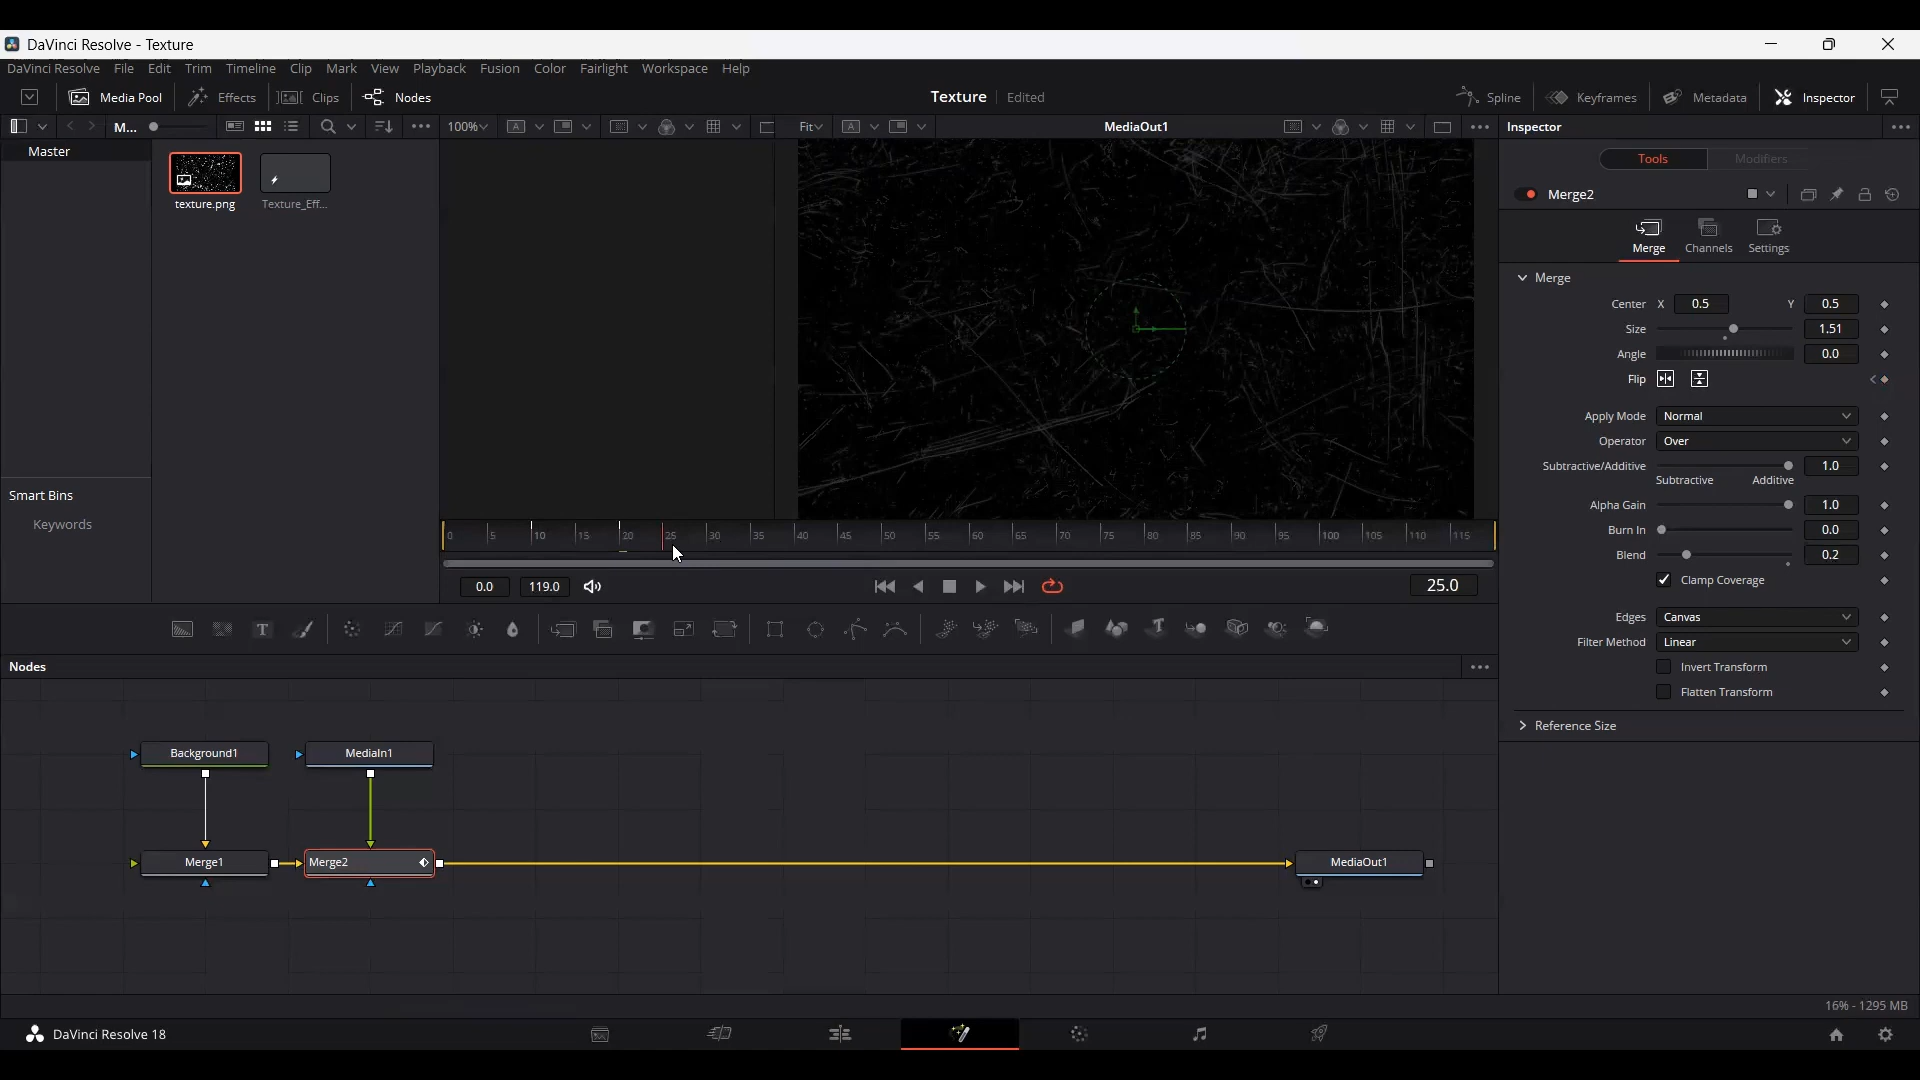 DaVinci Resolve - Texture
DaVinci Resolve File Edit Trim Timeline Clip Mark View Playback Fusion Color Fairlight Workspace Help
Media Pool Effects Clips Nodes Texture Edited Spline Keyframes Metadata Inspector
M... 100% Fit MediaOut1 Inspector
Master
texture.png Texture_Eff...
Smart Bins
Keywords
0 5 10 15 20 25 30 35 40 45 50 55 60 65 70 75 80 85 90 95 100 105 110 115
0.0 119.0 25.0
Tools Modifiers
Merge2
Merge Channels Settings
Merge
Center X 0.5 Y 0.5
Size 1.51
Angle 0.0
Flip
Apply Mode Normal
Operator Over
Subtractive/Additive 1.0
Subtractive Additive
Alpha Gain 1.0
Burn In 0.0
Blend 0.2
Clamp Coverage
Edges Canvas
Filter Method Linear
Invert Transform
Flatten Transform
Reference Size
T
Nodes
Background1 MediaIn1
Merge1 Merge2 MediaOut1
16% - 1295 MB
DaVinci Resolve 18